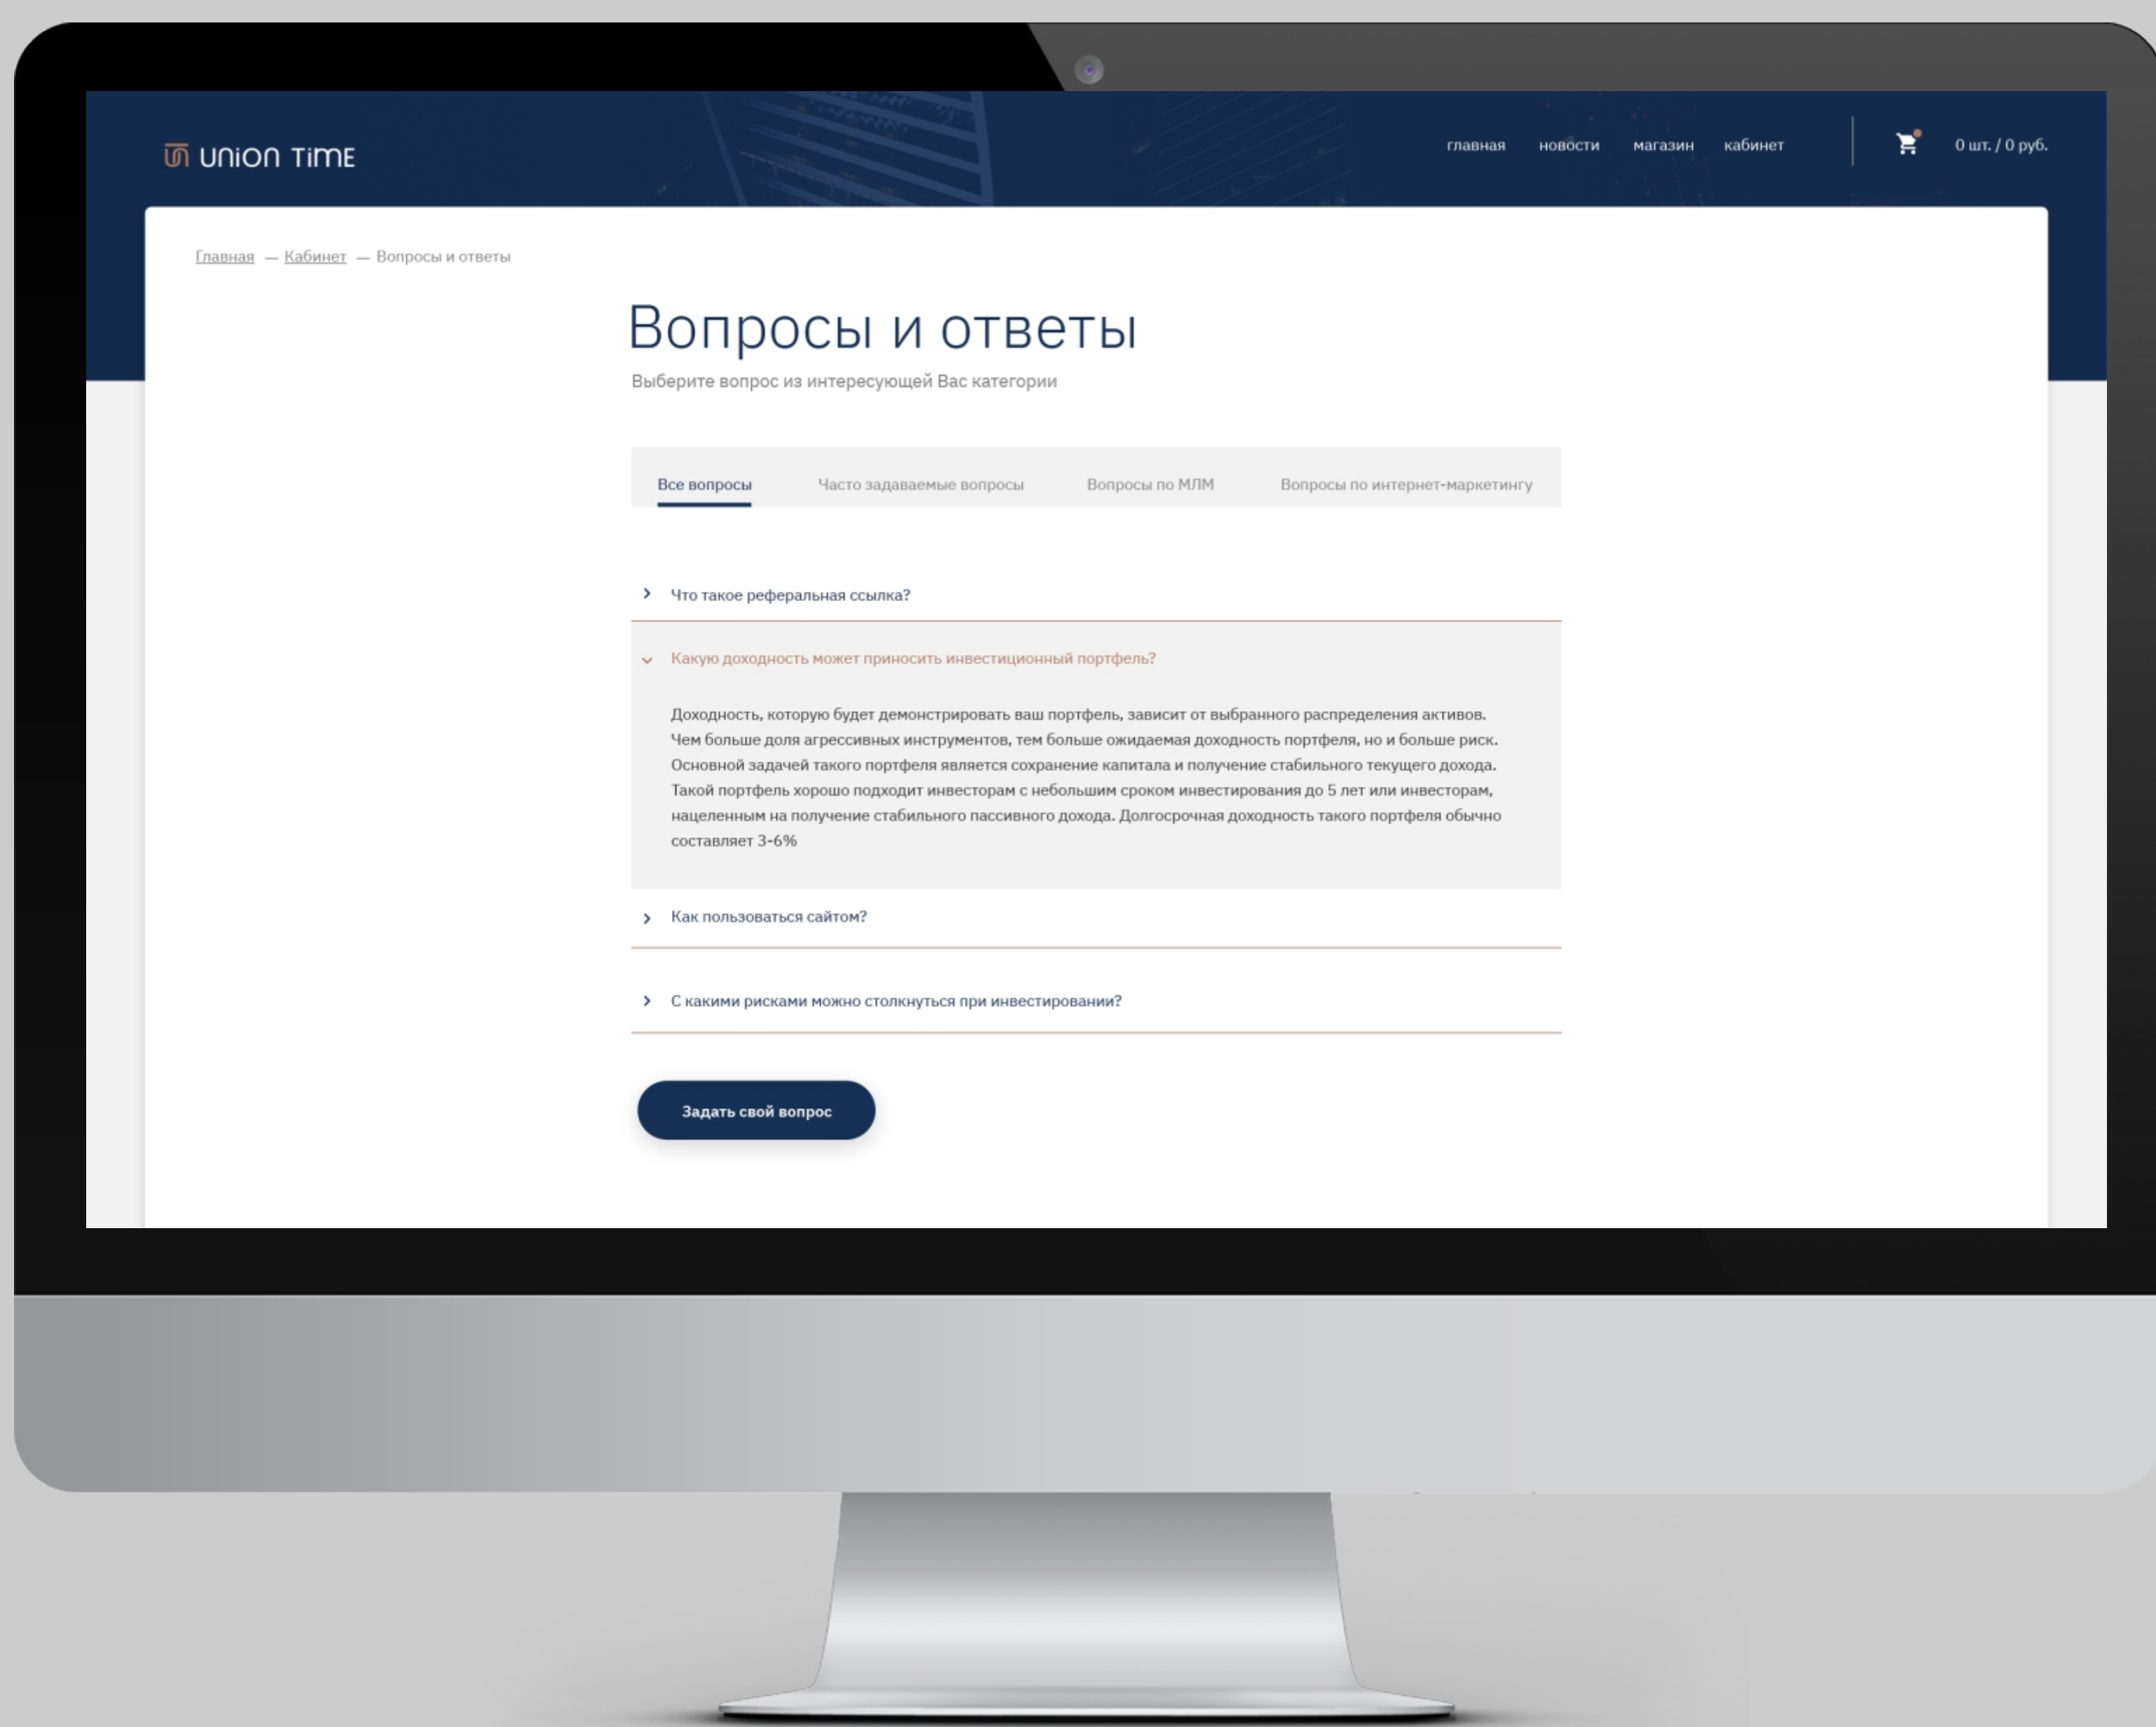 UNION TIME
главная новости магазин кабинет 0 шт. / 0 руб.
Главная — Кабинет — Вопросы и ответы
Вопросы и ответы
Выберите вопрос из интересующей Вас категории
Все вопросы Часто задаваемые вопросы Вопросы по МЛМ Вопросы по интернет-маркетингу
Что такое реферальная ссылка?
Какую доходность может приносить инвестиционный портфель?
Доходность, которую будет демонстрировать ваш портфель, зависит от выбранного распределения активов.
Чем больше доля агрессивных инструментов, тем больше ожидаемая доходность портфеля, но и больше риск.
Основной задачей такого портфеля является сохранение капитала и получение стабильного текущего дохода.
Такой портфель хорошо подходит инвесторам с небольшим сроком инвестирования до 5 лет или инвесторам,
нацеленным на получение стабильного пассивного дохода. Долгосрочная доходность такого портфеля обычно
составляет 3-6%
Как пользоваться сайтом?
С какими рисками можно столкнуться при инвестировании?
Задать свой вопрос